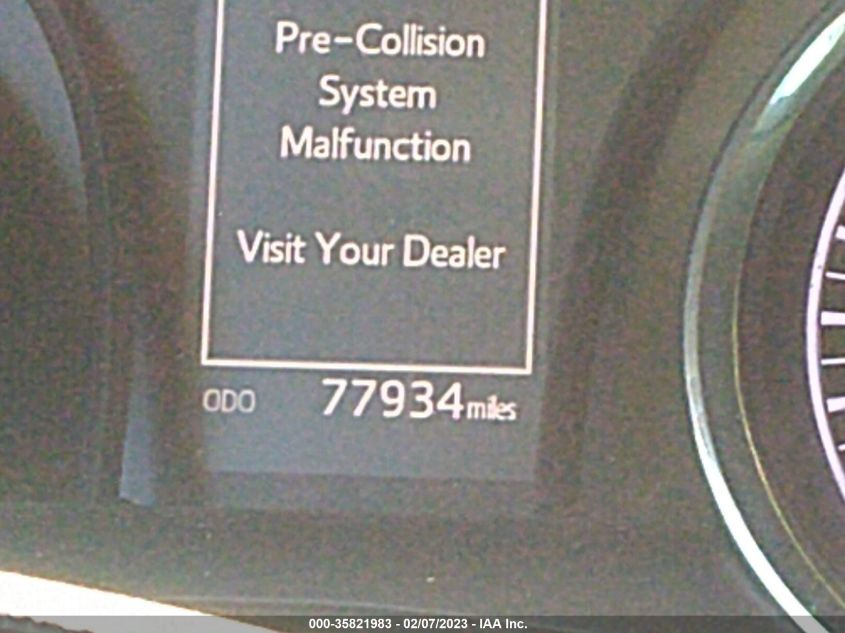 Pre-Collision
System
Malfunction
Visit Your Dealer
ODO 77934 miles
000-35821983 - 02/07/2023 - IAA Inc.